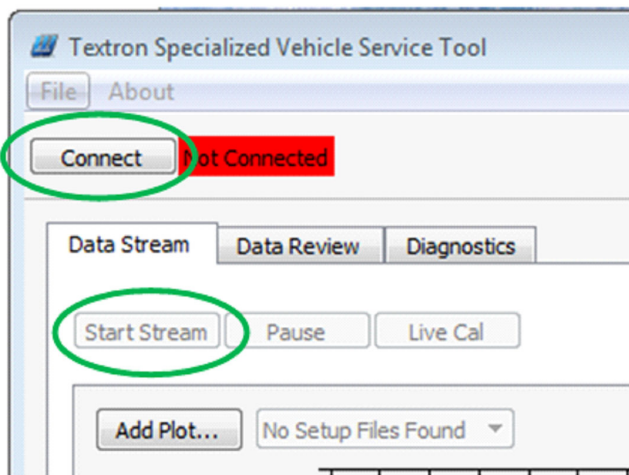 Textron Specialized Vehicle Service Tool
File About
Connect Not Connected
Data Stream Data Review Diagnostics
Start Stream Pause Live Cal
Add Plot... No Setup Files Found